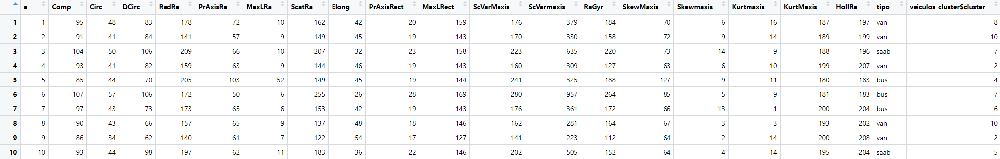 a Comp Circ DCirc RadRa PrAxisRa MaxLRa ScatRa Elong PrAxisRect MaxLRect ScVarMaxis ScVarmaxis RaGyr SkewMaxis Skewmaxis Kurtmaxis KurtMaxis HollRa tipo veiculos_cluster$cluster
1 1 95 48 83 178 72 10 162 42 20 159 176 379 184 70 6 16 187 197 van 8
2 2 91 41 84 141 57 9 149 45 19 143 170 330 158 72 9 14 189 199 van 10
3 3 104 50 106 209 66 10 207 32 23 158 223 635 220 73 14 9 188 196 saab 7
4 4 93 41 82 159 63 9 144 46 19 143 160 309 127 63 6 10 199 207 van 2
5 5 85 44 70 205 103 52 149 45 19 144 241 325 188 127 9 11 180 183 bus 4
6 6 107 57 106 172 50 6 255 26 28 169 280 957 264 85 5 9 181 183 bus 7
7 7 97 43 73 173 65 6 153 42 19 143 176 361 172 66 13 1 200 204 bus 6
8 8 90 43 66 157 65 9 137 48 18 146 162 281 164 67 3 3 193 202 van 10
9 9 86 34 62 140 61 7 122 54 17 127 141 223 112 64 2 14 200 208 van 2
10 10 93 44 98 197 62 11 183 36 22 146 202 505 152 64 4 14 195 204 saab 5